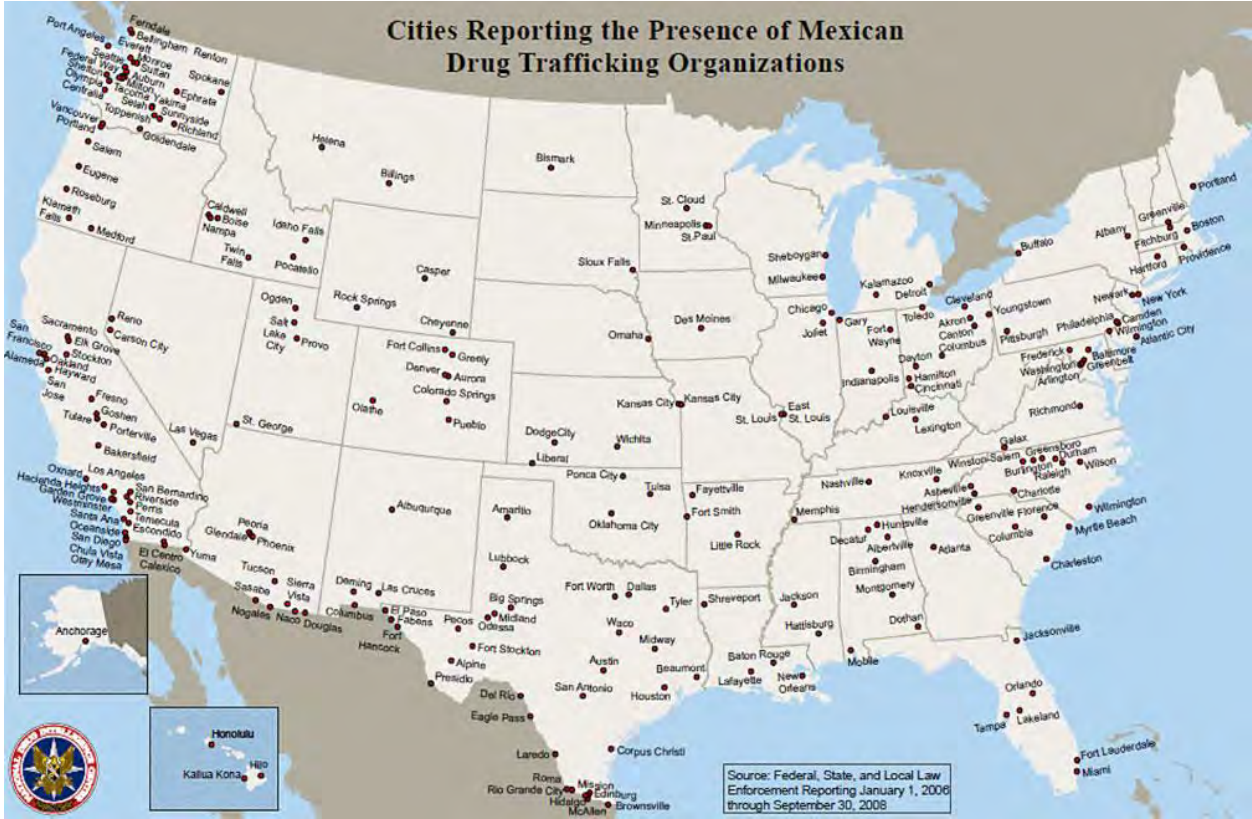 Cities Reporting the Presence of Mexican
Drug Trafficking Organizations
Port Angeles
Ferndale
Bellingham
Renton
Everett
Monroe
Seattle
Sultan
Spokane
Federal Way
Auburn
Shelton
Milton
Olympia
Tacoma
Yakima
Ephrata
Centralia
Selah
Sunnyside
Toppenish
Richland
Vancouver
Portland
Goldendale
Salem
Eugene
Roseburg
Klamath
Falls
Medford
Helena
Billings
Caldwell
Boise
Nampa
Idaho Falls
Twin
Falls
Pocatello
Bismark
St. Cloud
Minneapolis
St. Paul
Sioux Falls
Sheboygan
Milwaukee
Casper
Rock Springs
Cheyenne
Ogden
Salt
Lake
City
Provo
St. George
Reno
Carson City
Las Vegas
Sacramento
Elk Grove
San
Francisco
Stockton
Oakland
Alameda
Hayward
San
Jose
Fresno
Goshen
Tulare
Porterville
Bakersfield
Oxnard
Los Angeles
Hacienda Heights
San Bernardino
Garden Grove
Riverside
Westminster
Perris
Santa Ana
Temecula
Oceanside
Escondido
San Diego
Chula Vista
Otay Mesa
El Centro
Calexico
Yuma
Fort Collins
Greely
Denver
Aurora
Colorado Springs
Olathe
Pueblo
Omaha
Des Moines
Kansas City
Kansas City
DodgeCity
Wichita
Liberal
St. Louis
East
St. Louis
Chicago
Joliet
Gary
Fort
Wayne
Indianapolis
Kalamazoo
Detroit
Toledo
Cleveland
Youngstown
Akron
Canton
Columbus
Dayton
Hamilton
Cincinnati
Louisville
Lexington
Pittsburgh
Philadelphia
Camden
Wilmington
Atlantic City
Newark
New York
Buffalo
Albany
Greenville
Fitchburg
Boston
Hartford
Providence
Portland
Frederick
Baltimore
Washington
Greenbelt
Arlington
Richmond
Galax
Winston-Salem
Greensboro
Burlington
Durham
Raleigh
Wilson
Charlotte
Asheville
Hendersonville
Wilmington
Greenville
Florence
Columbia
Myrtle Beach
Charleston
Knoxville
Nashville
Memphis
Ponca City
Tulsa
Oklahoma City
Fayettville
Fort Smith
Little Rock
Huntsville
Decatur
Albertville
Birmingham
Montgomery
Dothan
Mobile
Atlanta
Jackson
Hattisburg
Peoria
Glendale
Phoenix
Tucson
Sierra
Vista
Sasabe
Nogales
Naco
Douglas
Albuqurque
Deming
Las Cruces
Columbus
El Paso
Fabens
Fort
Hancock
Amarillo
Lubbock
Big Springs
Midland
Odessa
Pecos
Fort Stockton
Alpine
Presidio
Del Rio
Eagle Pass
Laredo
Fort Worth
Dallas
Tyler
Waco
Midway
Austin
Beaumont
San Antonio
Houston
Corpus Christi
Roma
Mission
Rio Grande City
Edinburg
Hidalgo
McAllen
Brownsville
Shreveport
Baton Rouge
Lafayette
New
Orleans
Jacksonville
Orlando
Tampa
Lakeland
Fort Lauderdale
Miami
Anchorage
Honolulu
Kailua Kona
Hilo
Source: Federal, State, and Local Law
Enforcement Reporting January 1, 2006
through September 30, 2008